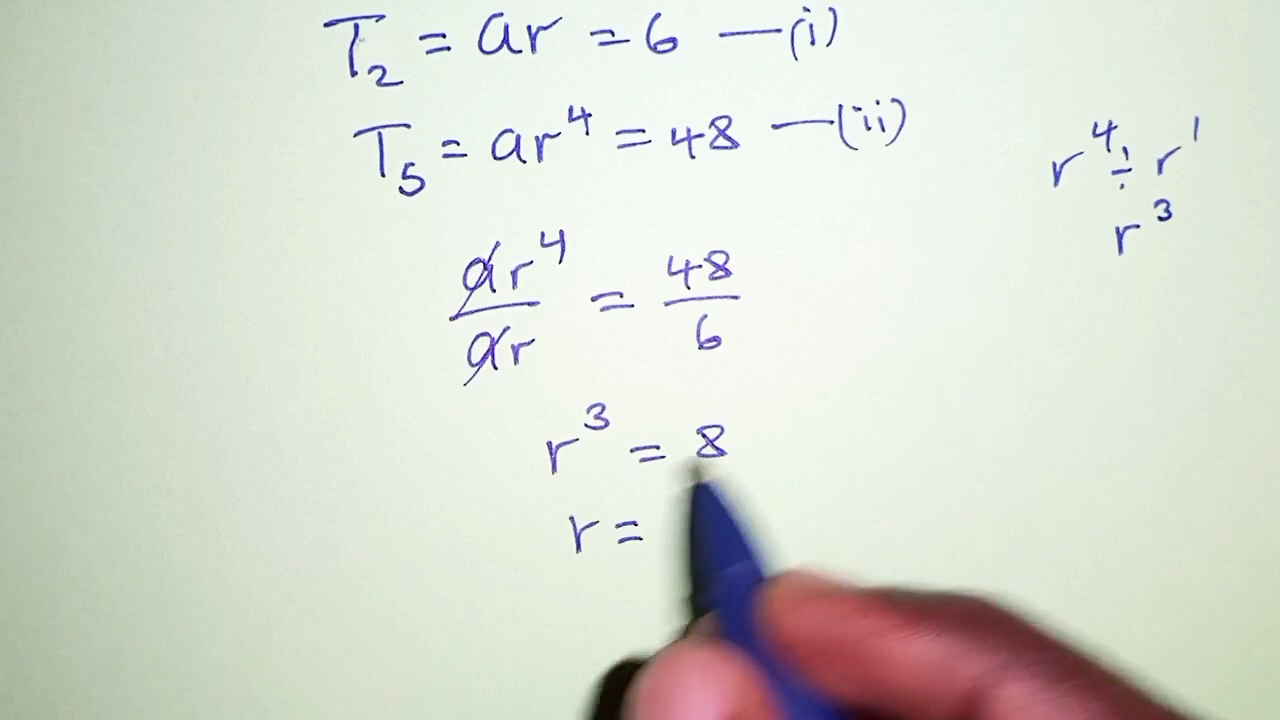 T₂ = ar = 6 —(i)
T₅ = ar⁴ = 48 —(ii)
r⁴ ÷ r¹
r³
ar⁴/ar = 48/6
r³ = 8
r =